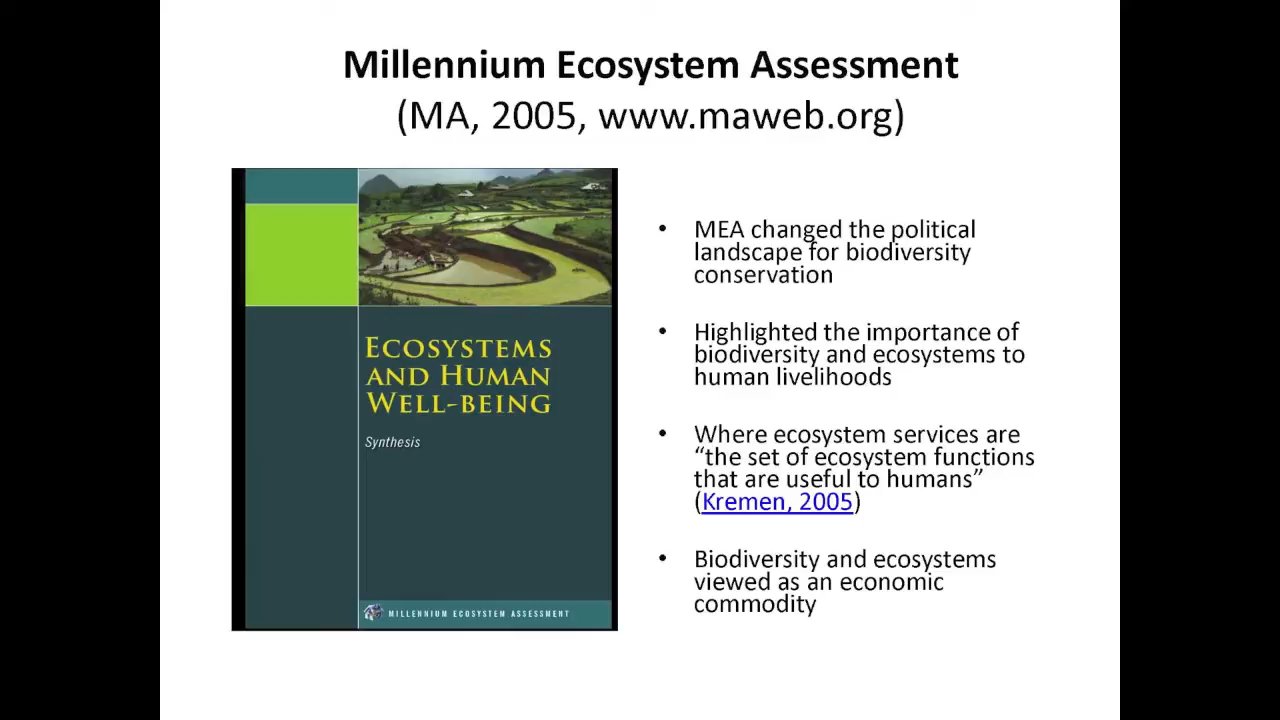 Millennium Ecosystem Assessment
(MA, 2005, www.maweb.org)
ECOSYSTEMS
AND HUMAN
WELL-BEING
Synthesis
MILLENNIUM ECOSYSTEM ASSESSMENT
• MEA changed the political
landscape for biodiversity
conservation
• Highlighted the importance of
biodiversity and ecosystems to
human livelihoods
• Where ecosystem services are
“the set of ecosystem functions
that are useful to humans”
(Kremen, 2005)
• Biodiversity and ecosystems
viewed as an economic
commodity